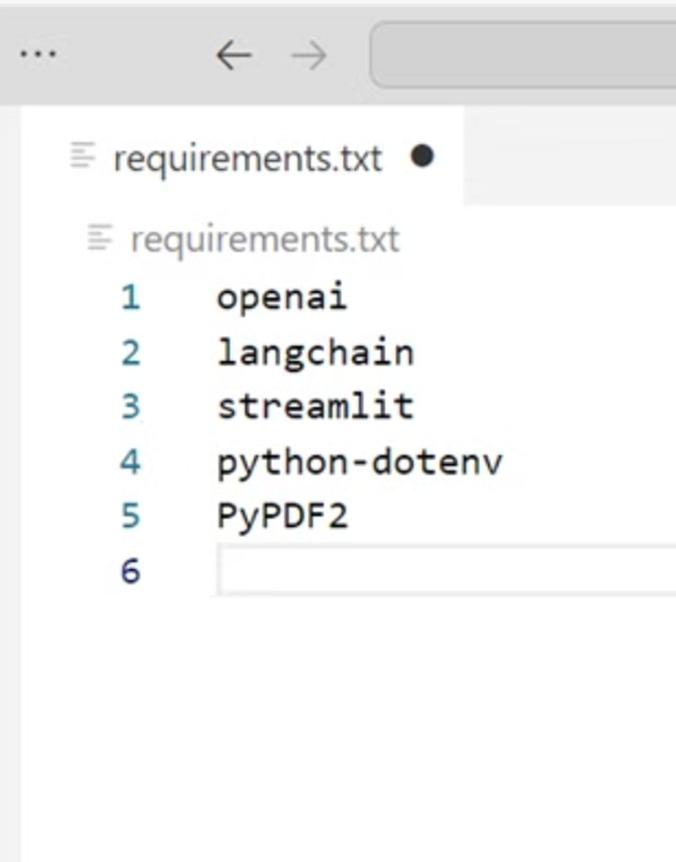 ...
requirements.txt
requirements.txt
1 openai
2 langchain
3 streamlit
4 python-dotenv
5 PyPDF2
6